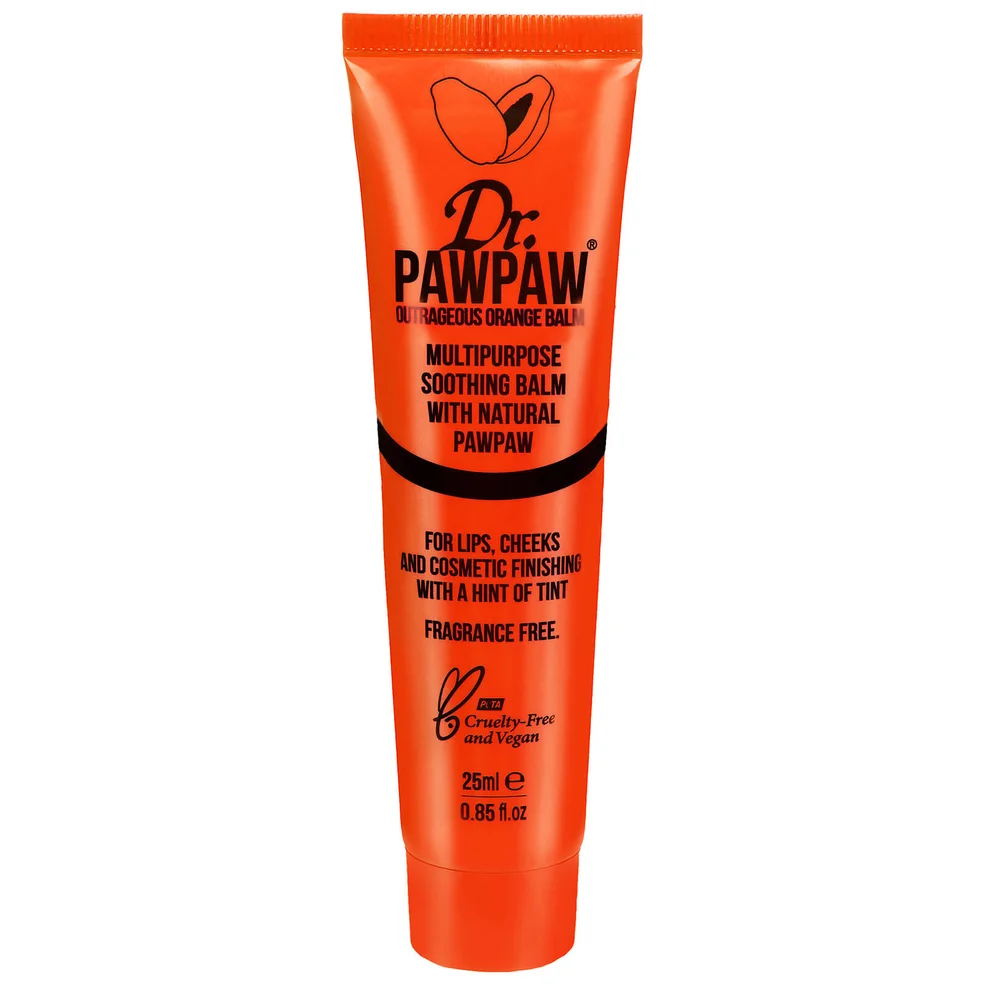 Dr.
PAWPAW®
OUTRAGEOUS ORANGE BALM
MULTIPURPOSE
SOOTHING BALM
WITH NATURAL
PAWPAW
FOR LIPS, CHEEKS
AND COSMETIC FINISHING
WITH A HINT OF TINT
FRAGRANCE FREE.
PETA
Cruelty-Free
and Vegan
25ml ℮
0.85 fl.oz